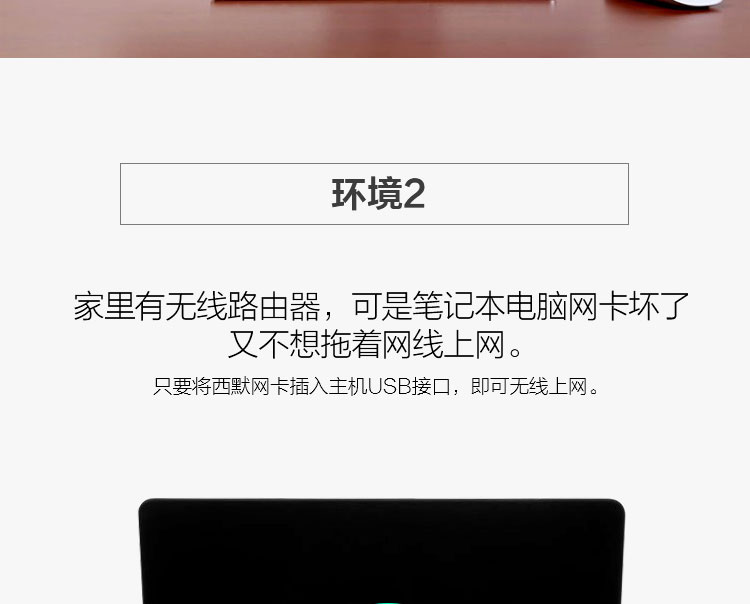 环境2
家里有无线路由器，可是笔记本电脑网卡坏了
又不想拖着网线上网。
只要将西默网卡插入主机USB接口，即可无线上网。